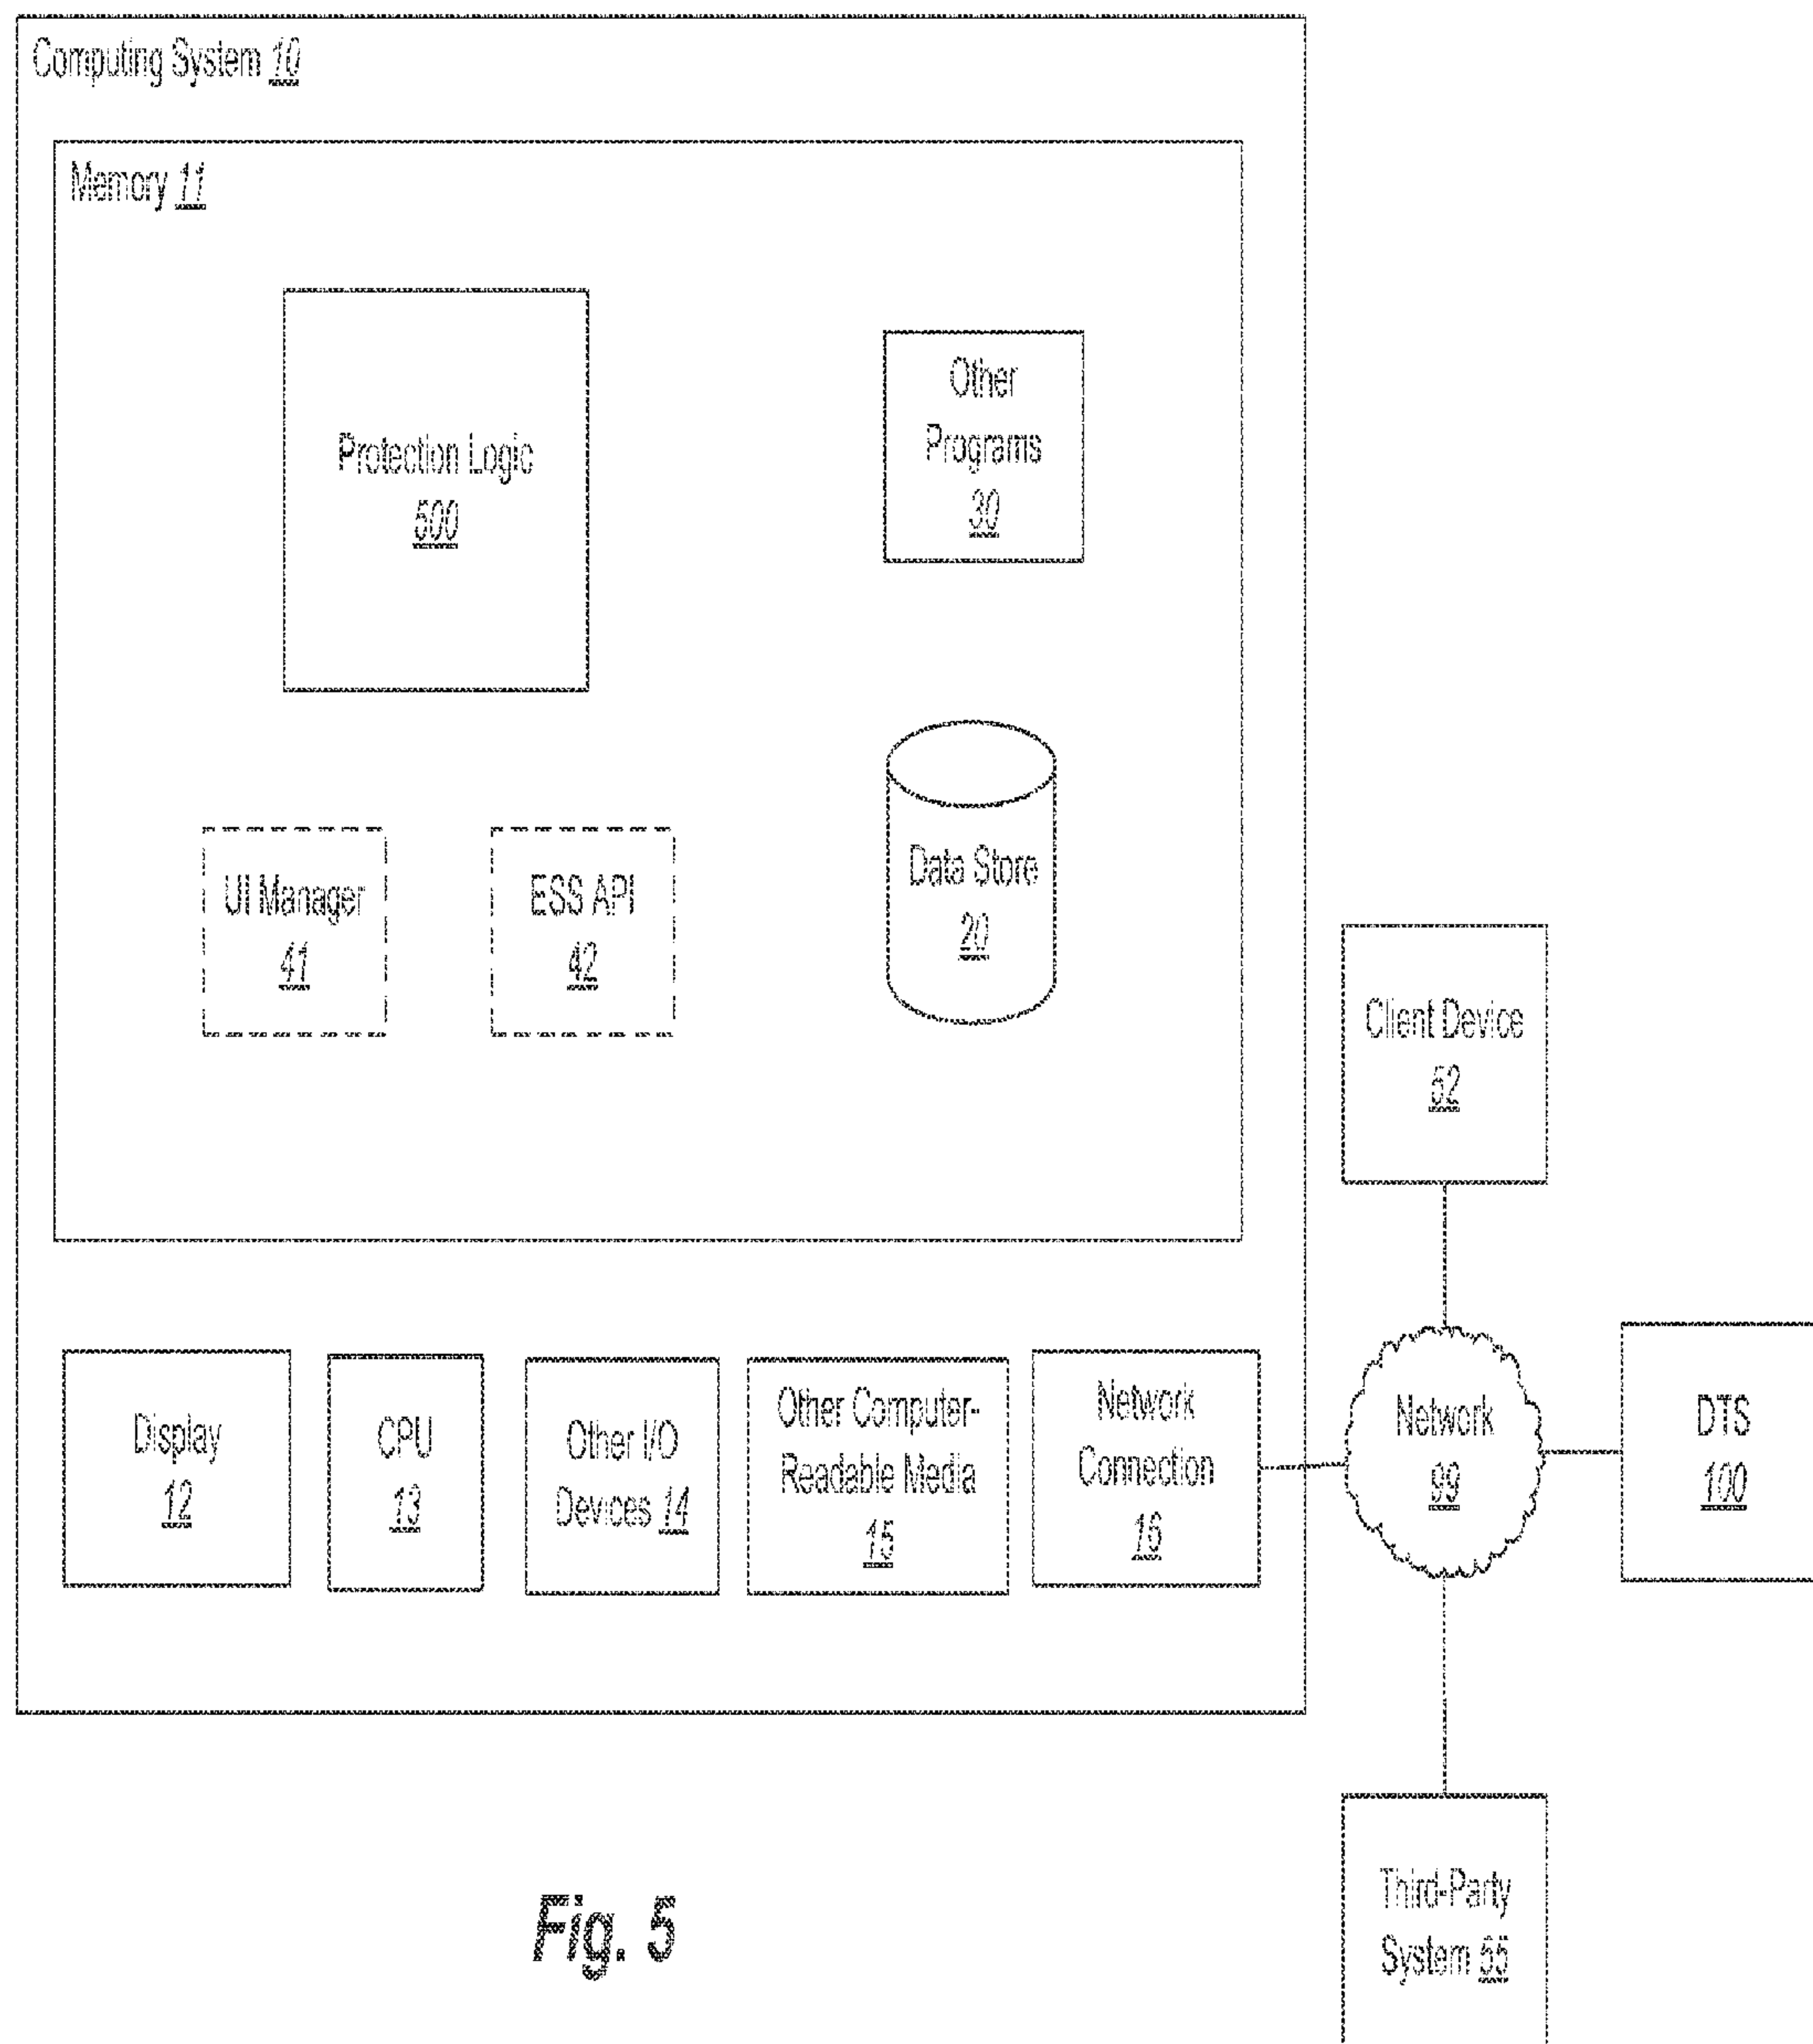 Computing System 10
Memory 11
Protection Logic
500
Other
Programs
30
UI Manager
41
ESS API
42
Data Store
20
Client Device
52
Display
12
CPU
13
Other I/O
Devices 14
Other Computer-
Readable Media
15
Network
Connection
16
Network
99
DTS
100
Third-Party
System 55
Fig. 5